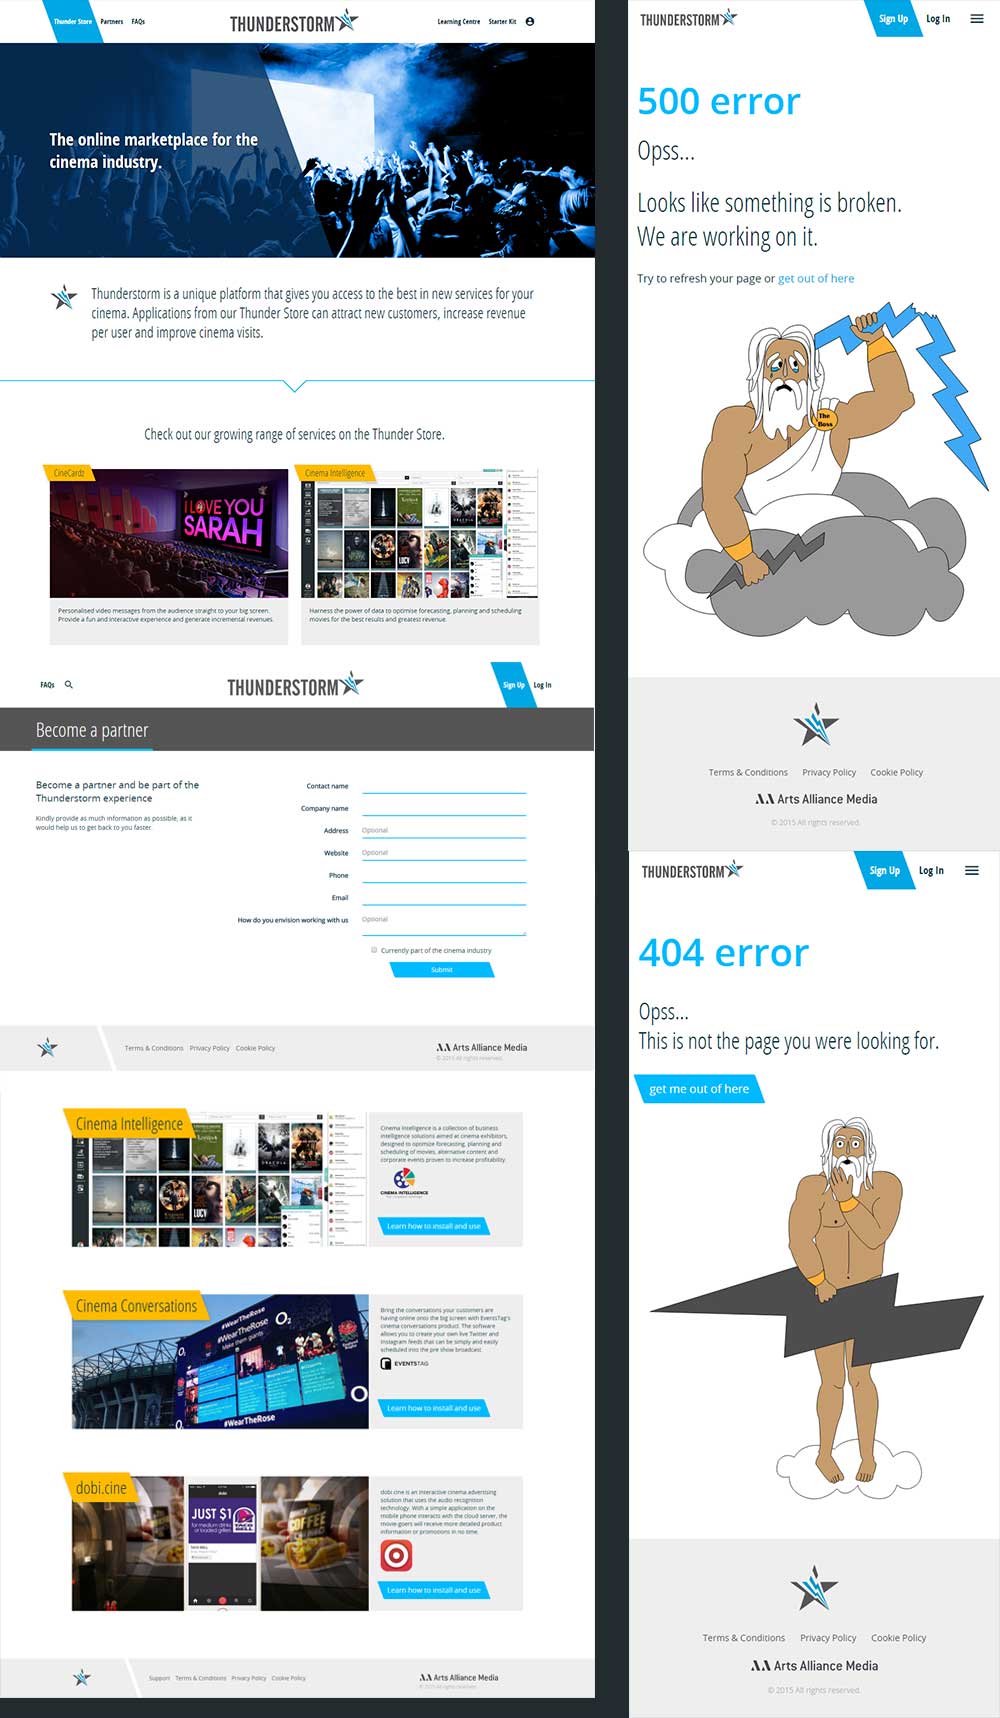 Thunder Store Partners FAQs
THUNDERSTORM
Learning Centre Starter Kit
The online marketplace for the
cinema industry.
Thunderstorm is a unique platform that gives you access to the best in new services for your
cinema. Applications from our Thunder Store can attract new customers, increase revenue
per user and improve cinema visits.
Check out our growing range of services on the Thunder Store.
CineCardz
I LOVE YOU
SARAH
Personalised video messages from the audience straight to your big screen.
Provide a fun and interactive experience and generate incremental revenues.
Cinema Intelligence
DRACULA
LUCY
Harness the power of data to optimise forecasting, planning and scheduling
movies for the best results and greatest revenue.
FAQs
THUNDERSTORM
Sign Up Log In
Become a partner
Become a partner and be part of the
Thunderstorm experience
Kindly provide as much information as possible, as it
would help us to get back to you faster.
Contact name
Company name
Address Optional
Website Optional
Phone
Email
How do you envision working with us Optional
Currently part of the cinema industry
Submit
Terms & Conditions Privacy Policy Cookie Policy
Arts Alliance Media
© 2015 All rights reserved.
Cinema Intelligence
DRACULA
LUCY
Cinema Intelligence is a collection of business
intelligence solutions aimed at cinema exhibitors,
designed to opimize forecasting, planning and
scheduling of movies, alternative content and
corporate events proven to increase profitability.
CINEMA INTELLIGENCE
Learn how to install and use
Cinema Conversations
#WearTheRose
O2
#WearTheRose
Make them giants
#WearTheRose
Bring the conversations your customers are
having online onto the big screen with EventsTag's
cinema conversations product. The software
allows you to create your own live Twitter and
Instagram feeds that can be simply and easily
scheduled into the pre show broadcast.
EVENTSTAG
Learn how to install and use
dobi.cine
dobi
JUST $1
for medium drinks
or loaded grillers
TACO BELL
COFFEE
dobi.cine is an interactive cinema advertising
solution that uses the audio recognition
technology. With a simple application on the
mobile phone interacts with the cloud server, the
movie-goers will receive more detailed product
information or promotions in no time.
Learn how to install and use
Support Terms & Conditions Privacy Policy Cookie Policy
Arts Alliance Media
© 2015 All rights reserved.
THUNDERSTORM
Sign Up Log In
500 error
Opss...
Looks like something is broken.
We are working on it.
Try to refresh your page or get out of here
The
Boss
Terms & Conditions Privacy Policy Cookie Policy
Arts Alliance Media
© 2015 All rights reserved.
THUNDERSTORM
Sign Up Log In
404 error
Opss...
This is not the page you were looking for.
get me out of here
Terms & Conditions Privacy Policy Cookie Policy
Arts Alliance Media
© 2015 All rights reserved.